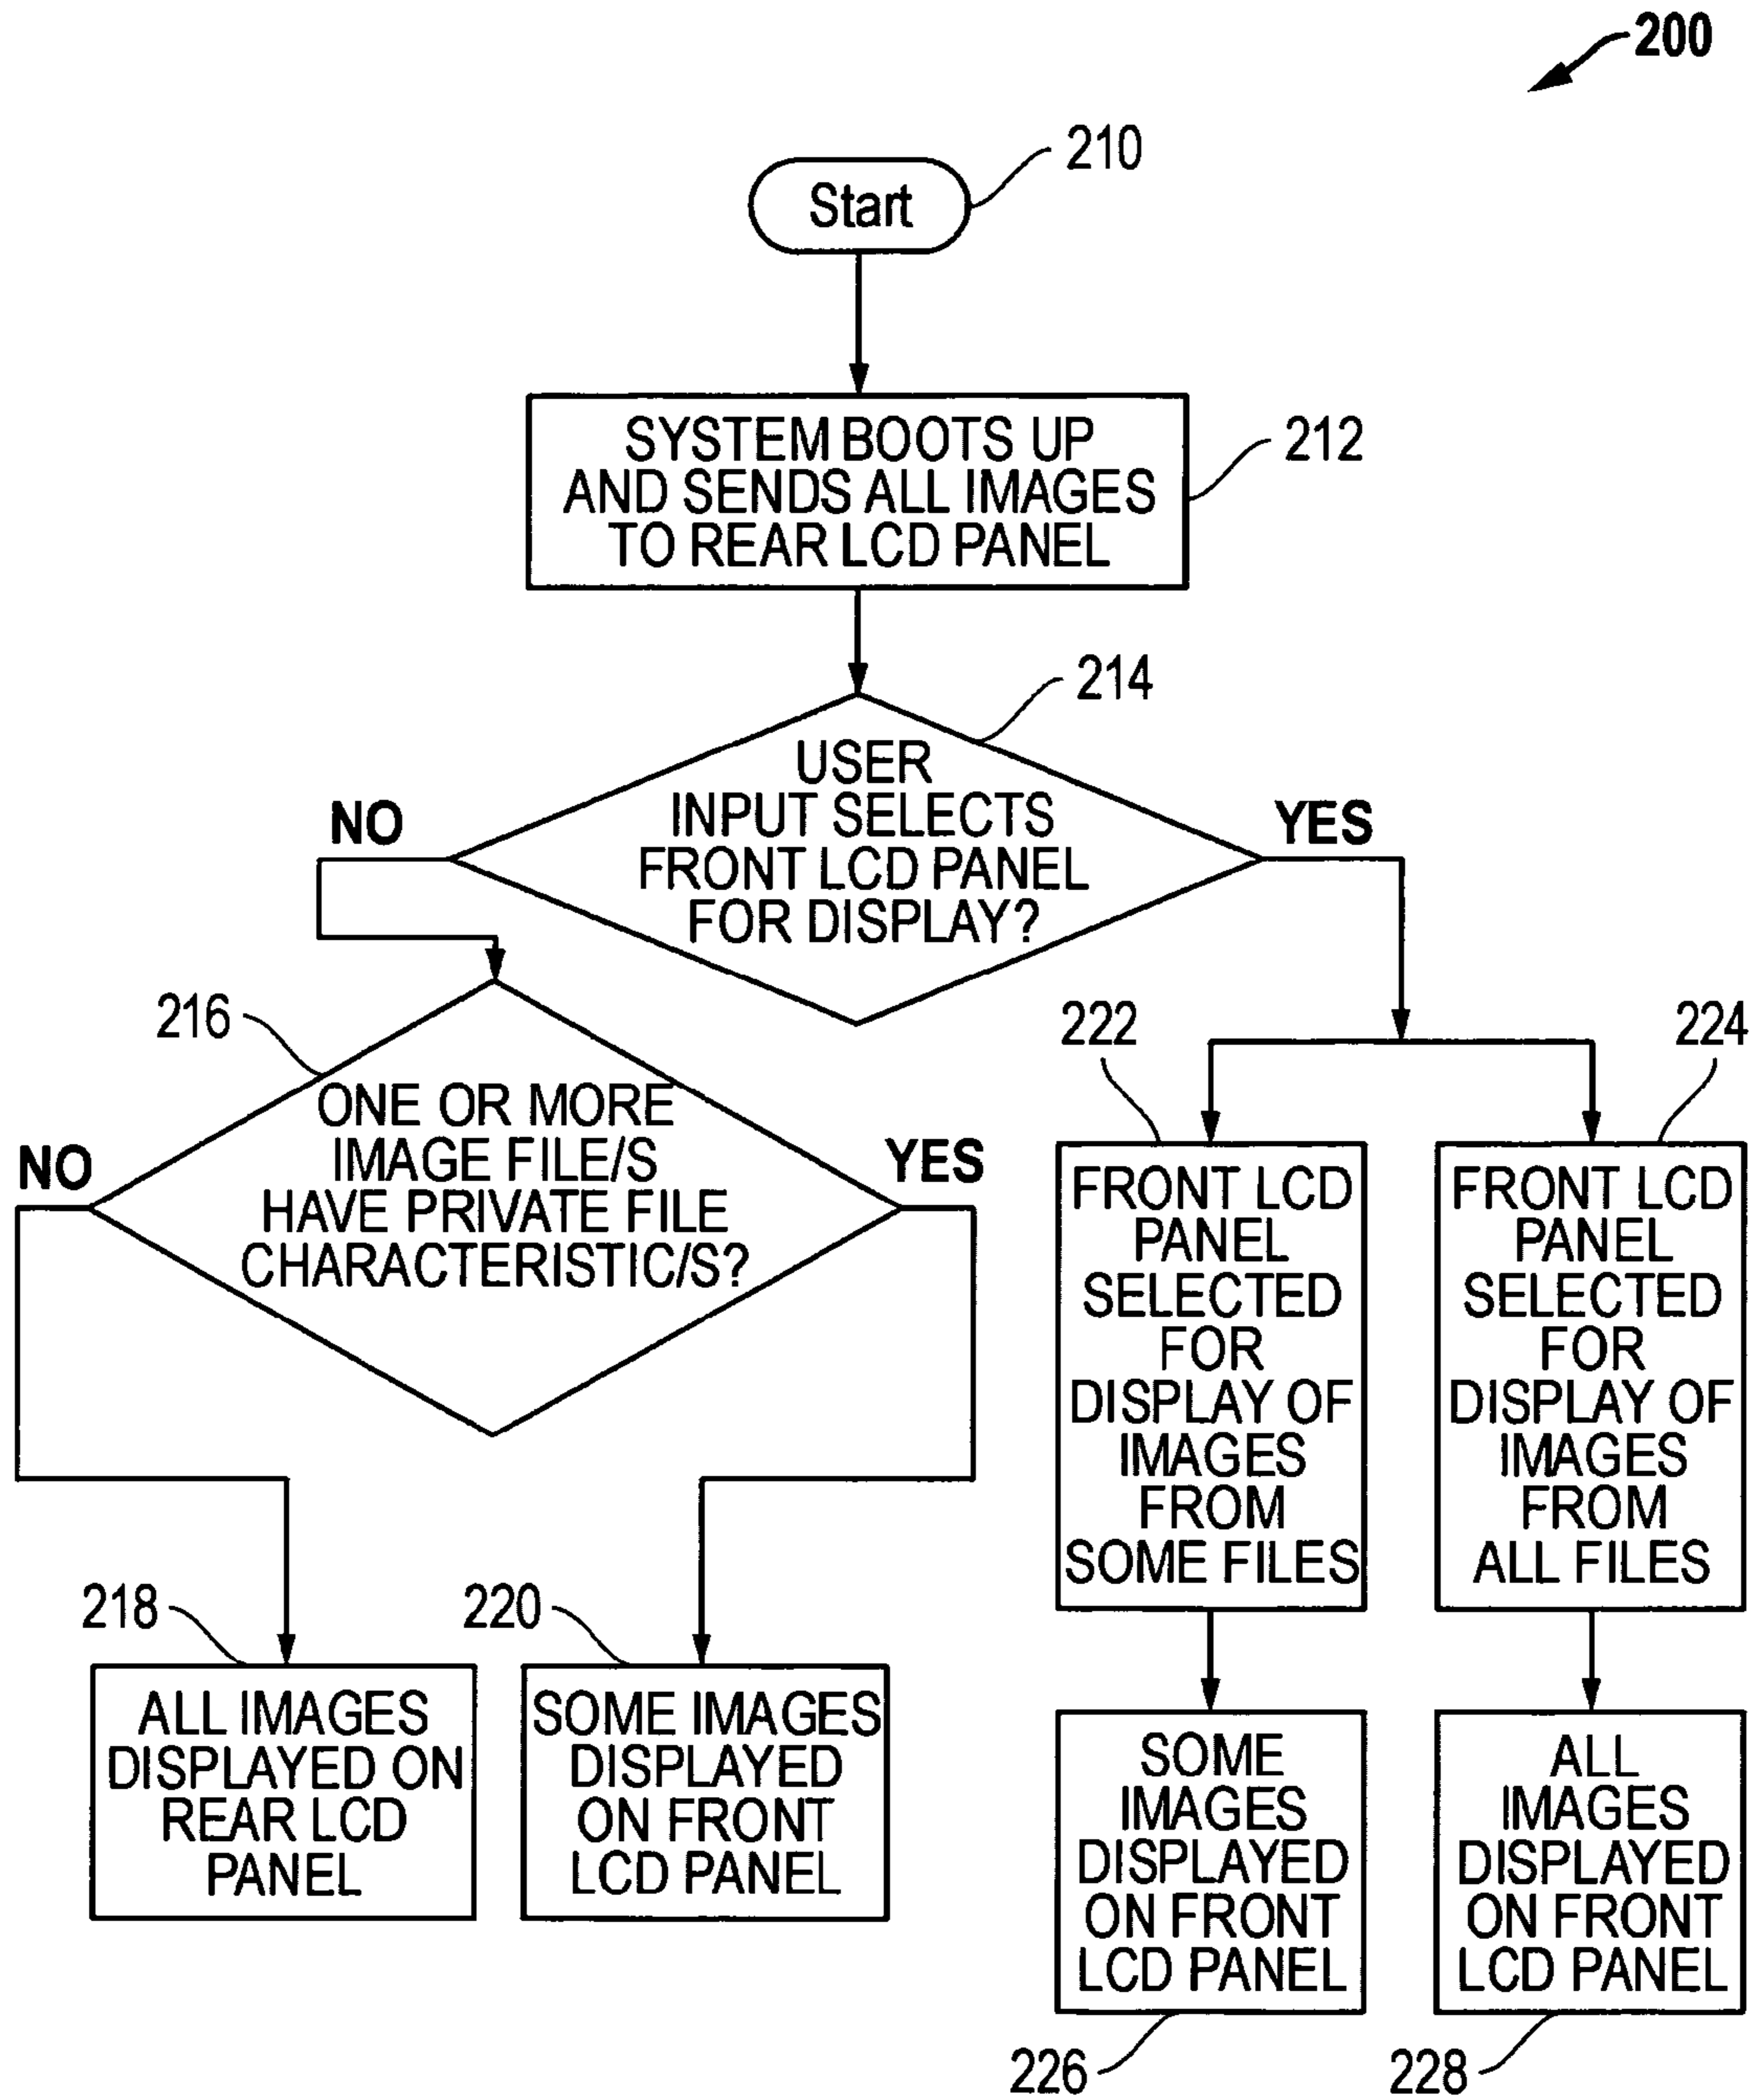 200
210
Start
SYSTEM BOOTS UP
AND SENDS ALL IMAGES
TO REAR LCD PANEL
212
214
USER
INPUT SELECTS
FRONT LCD PANEL
FOR DISPLAY?
NO
YES
216
ONE OR MORE
IMAGE FILE/S
HAVE PRIVATE FILE
CHARACTERISTIC/S?
NO
YES
222
FRONT LCD
PANEL
SELECTED
FOR
DISPLAY OF
IMAGES
FROM
SOME FILES
224
FRONT LCD
PANEL
SELECTED
FOR
DISPLAY OF
IMAGES
FROM
ALL FILES
218
ALL IMAGES
DISPLAYED ON
REAR LCD
PANEL
220
SOME IMAGES
DISPLAYED
ON FRONT
LCD PANEL
SOME
IMAGES
DISPLAYED
ON FRONT
LCD PANEL
226
ALL
IMAGES
DISPLAYED
ON FRONT
LCD PANEL
228